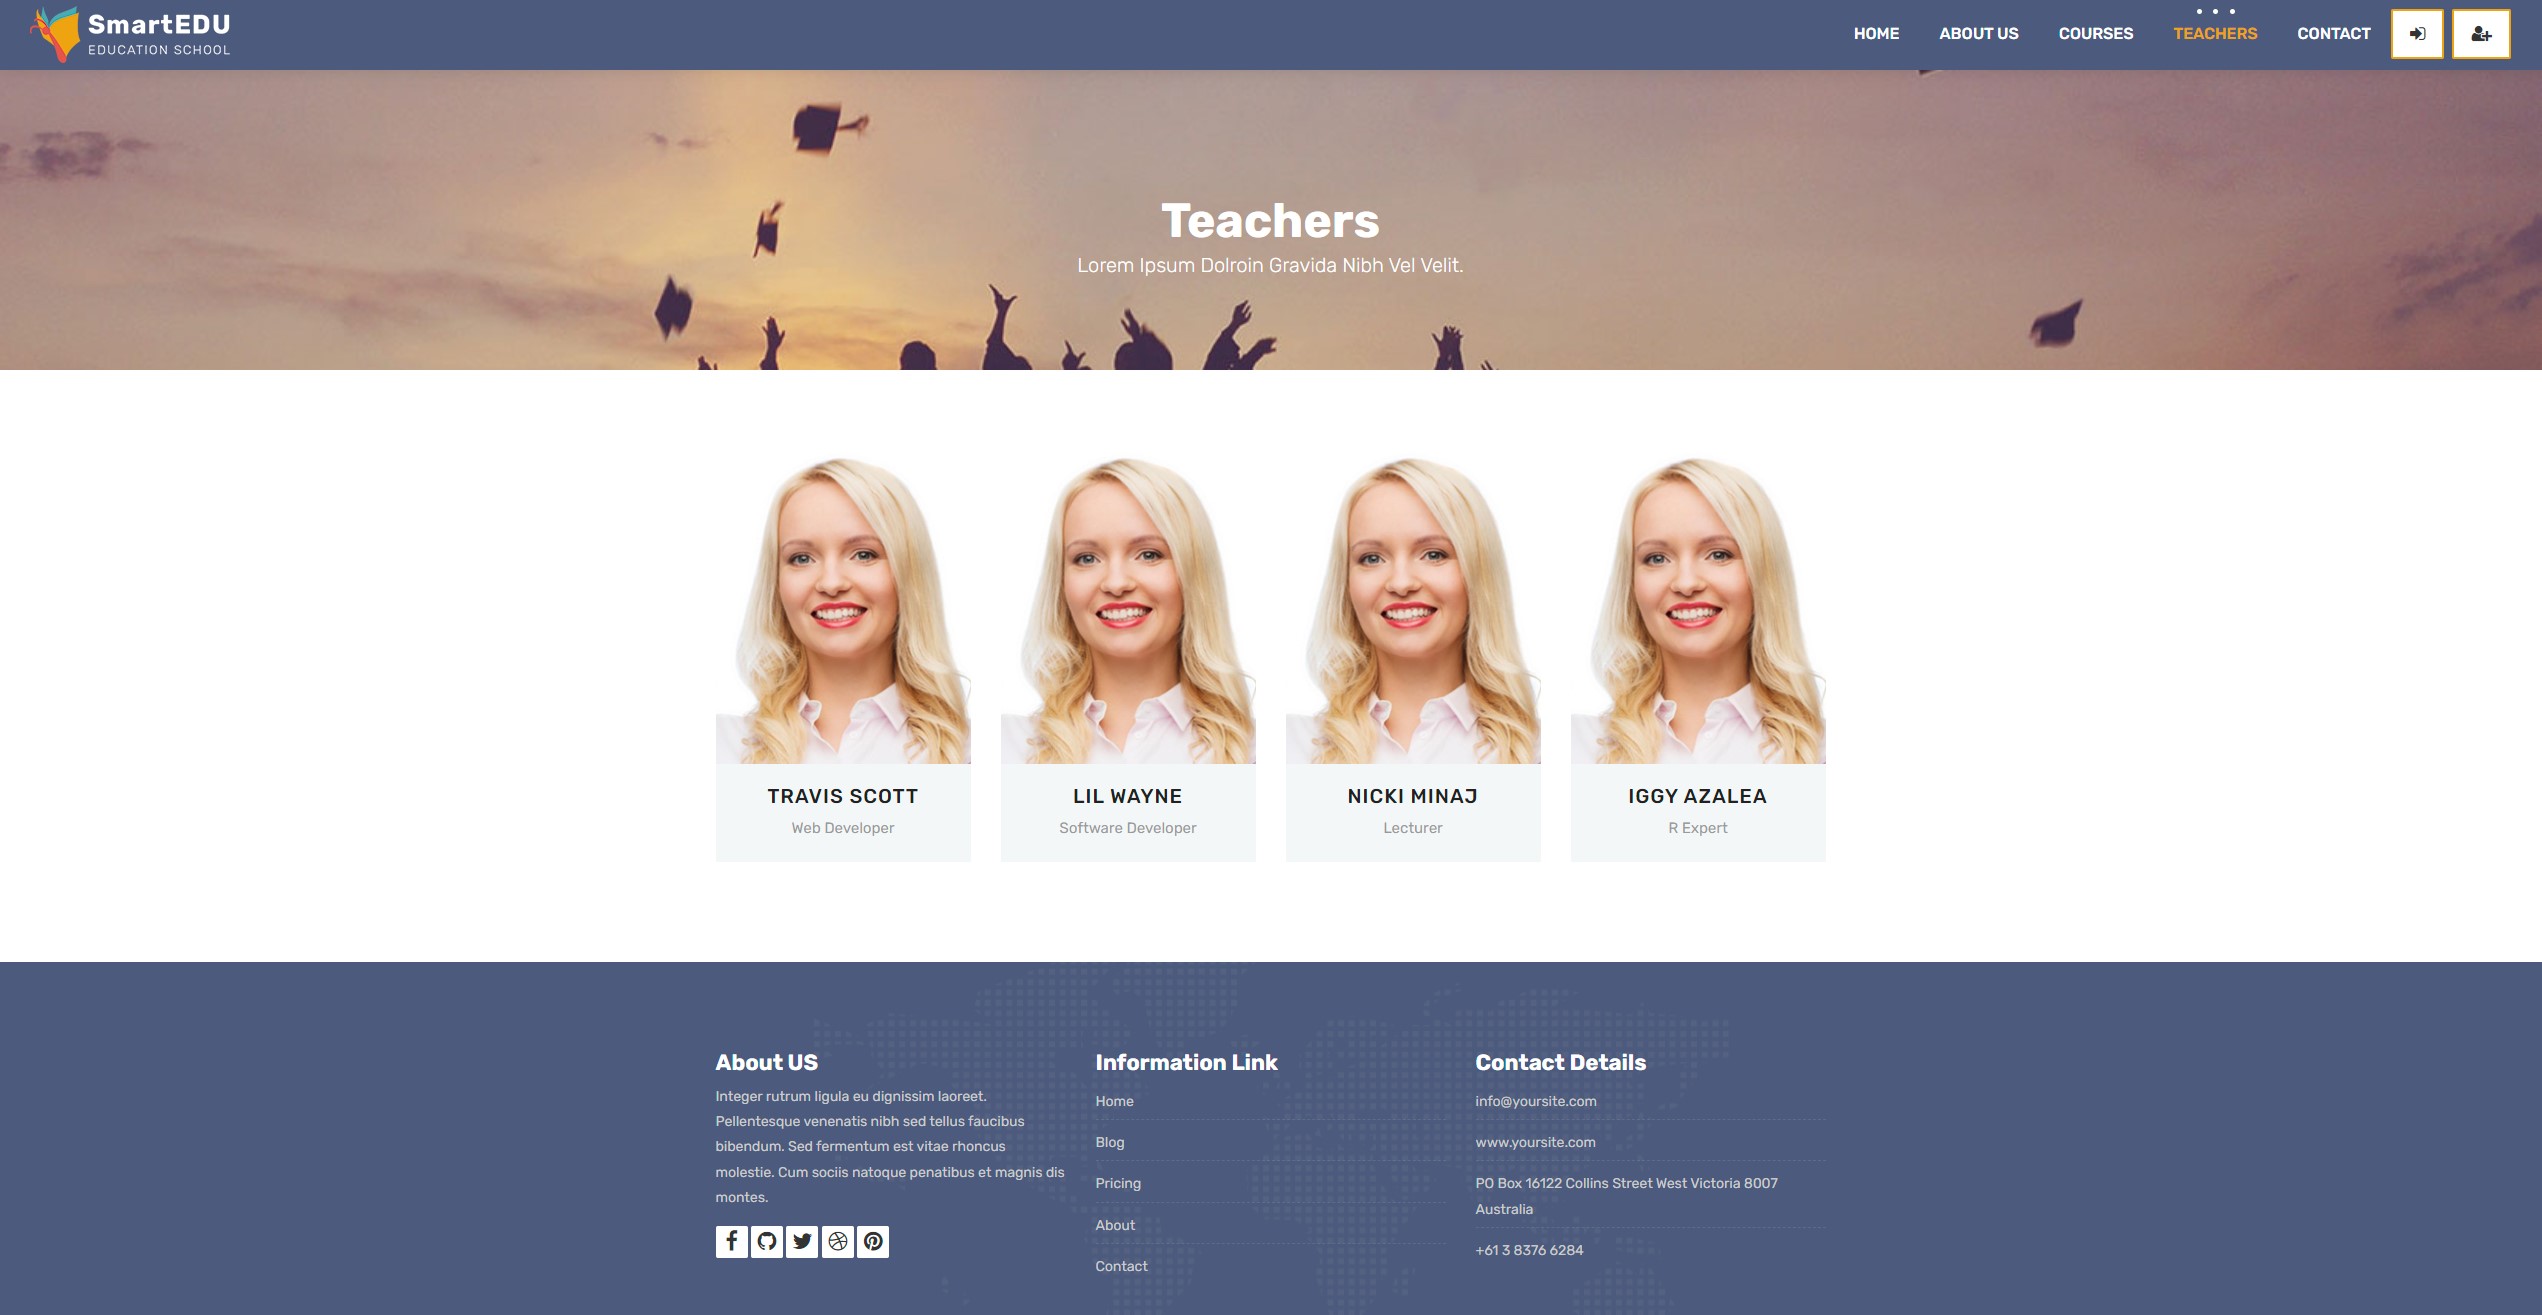 SmartEDU
EDUCATION SCHOOL
HOME
ABOUT US
COURSES
TEACHERS
CONTACT
Teachers
Lorem Ipsum Dolroin Gravida Nibh Vel Velit.
TRAVIS SCOTT
Web Developer
LIL WAYNE
Software Developer
NICKI MINAJ
Lecturer
IGGY AZALEA
R Expert
About US
Integer rutrum ligula eu dignissim laoreet.
Pellentesque venenatis nibh sed tellus faucibus
bibendum. Sed fermentum est vitae rhoncus
molestie. Cum sociis natoque penatibus et magnis dis
montes.
Information Link
Home
Blog
Pricing
About
Contact
Contact Details
info@yoursite.com
www.yoursite.com
PO Box 16122 Collins Street West Victoria 8007
Australia
+61 3 8376 6284